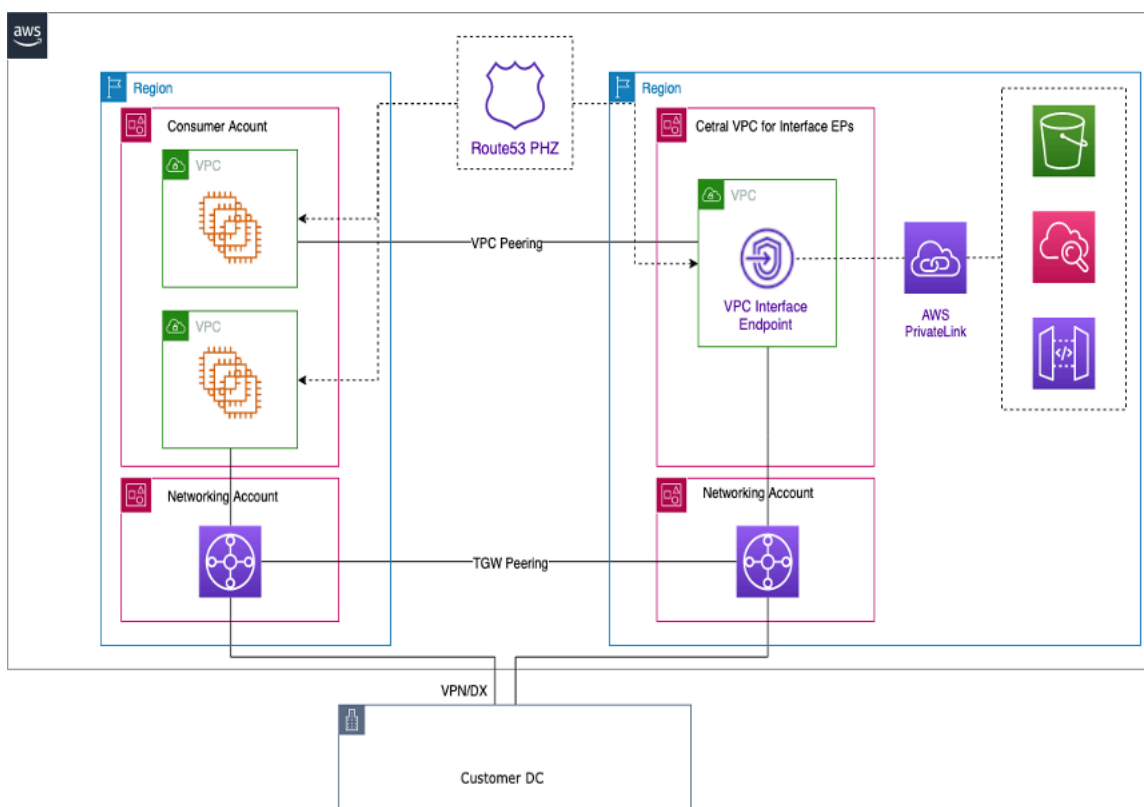 aws
Region
Consumer Acount
VPC
VPC
Networking Account
Route53 PHZ
VPC Peering
TGW Peering
Region
Cetral VPC for Interface EPs
VPC
VPC Interface
Endpoint
AWS
PrivateLink
</>
Networking Account
VPN/DX
Customer DC